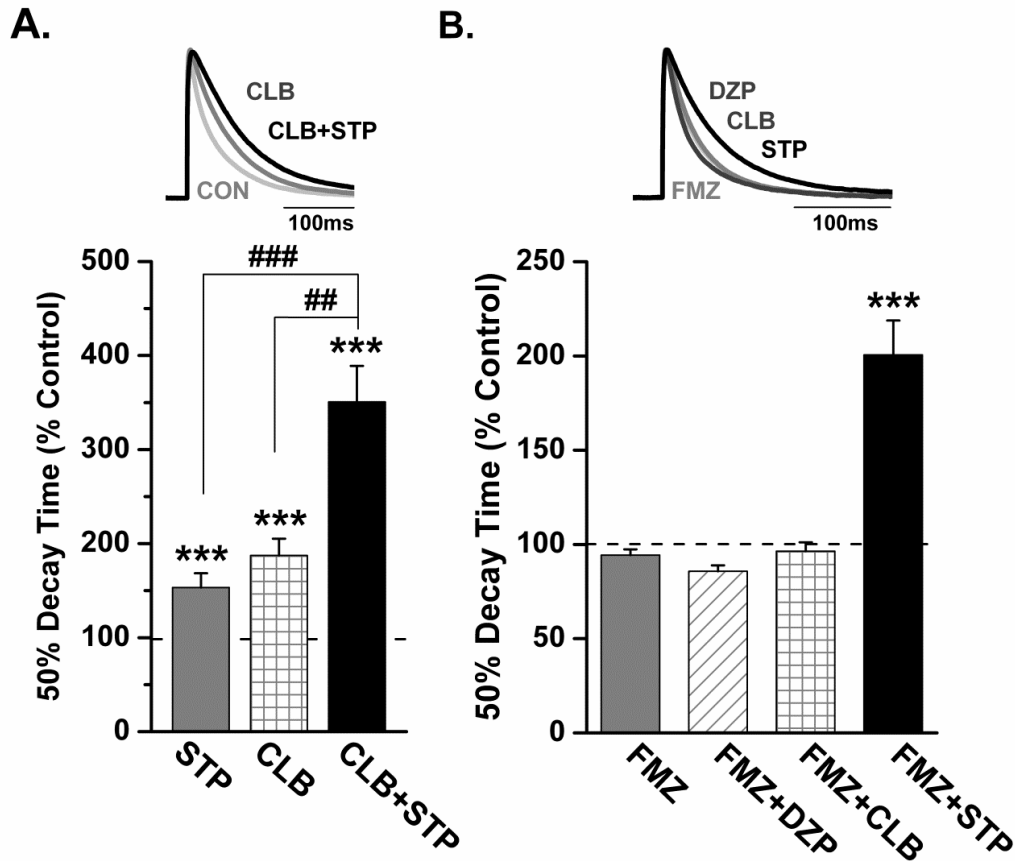 A.
CLB
CLB+STP
CON
100ms
50% Decay Time (% Control)
500
400
300
200
100
0
###
##
***
***
***
STP
CLB
CLB+STP
B.
DZP
CLB
STP
FMZ
100ms
50% Decay Time (% Control)
250
200
150
100
50
0
***
FMZ
FMZ+DZP
FMZ+CLB
FMZ+STP